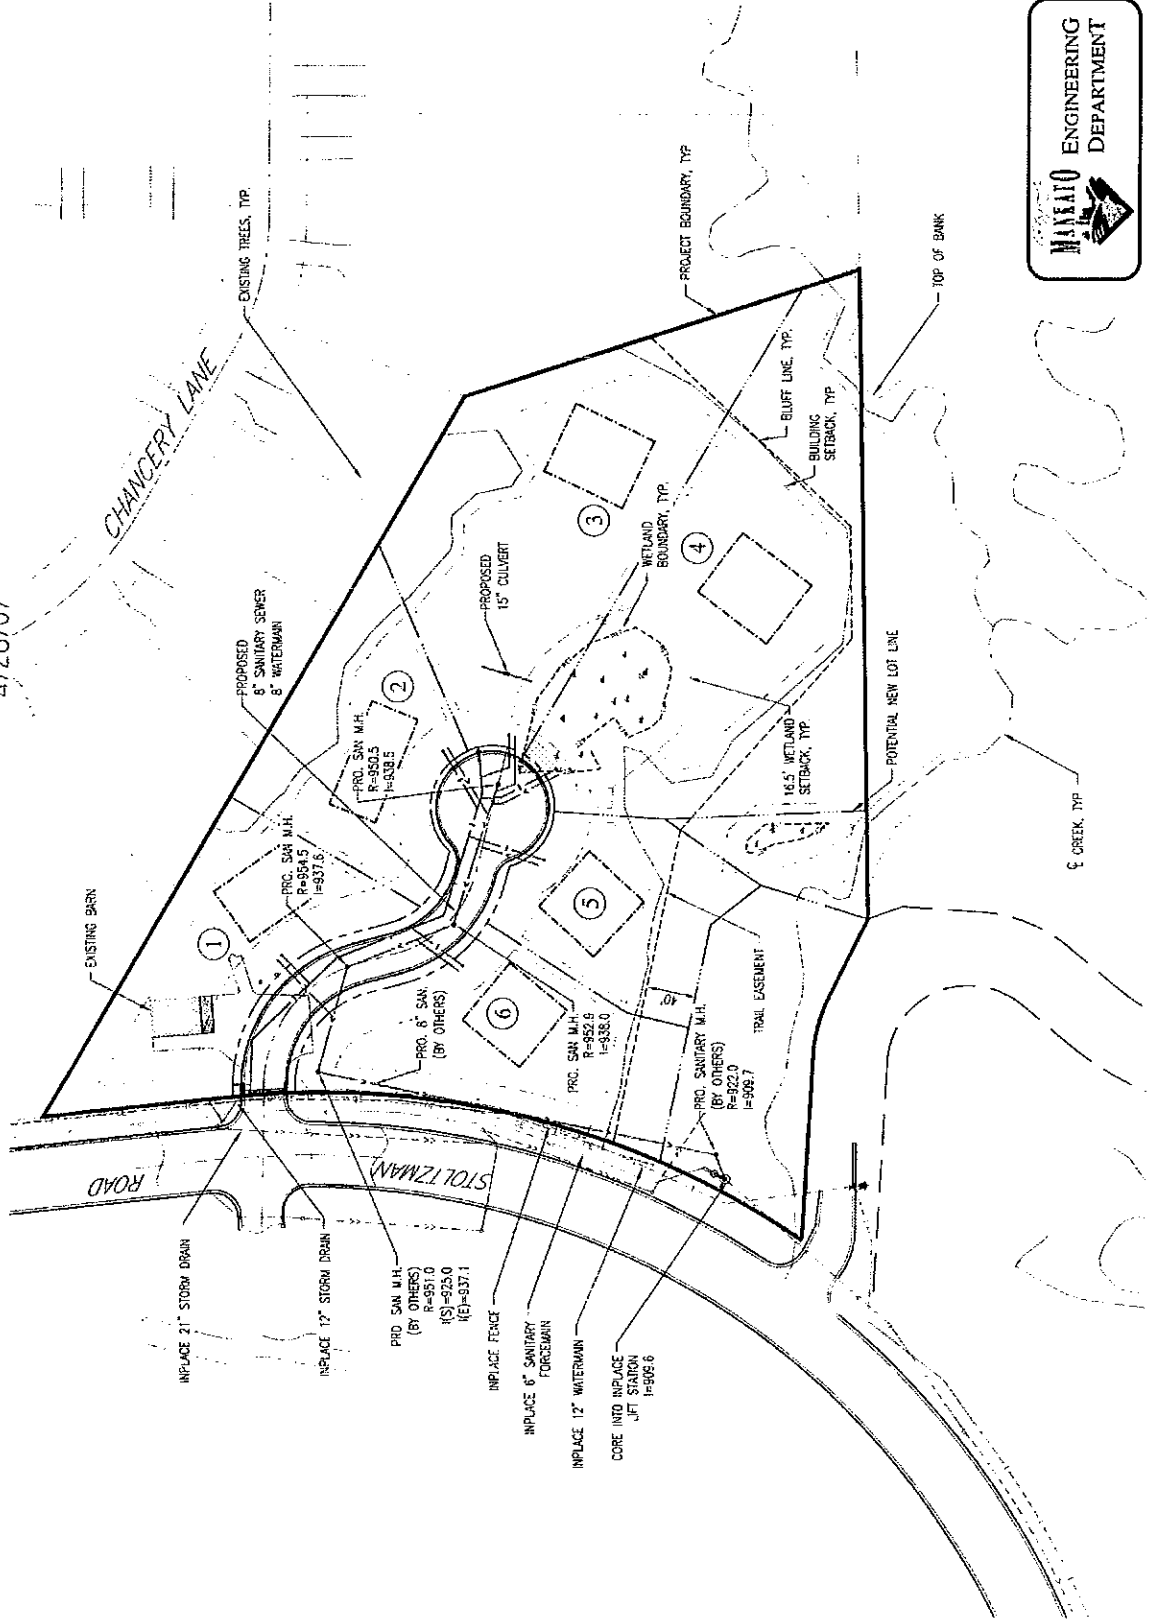 CHANCERY LANE
EXISTING TREES, TYP.
PROJECT BOUNDARY, TYP
TOP OF BANK
MANKATO ENGINEERING
DEPARTMENT
PROPOSED
8" SANITARY SEWER
8" WATERMAIN
PROPOSED
15" CULVERT
BLUFF LINE, TYP.
BUILDING
SETBACK, TYP
WETLAND
BOUNDARY, TYP.
3
4
2
PRO. SAN M.H.
R=950.5
I=938.5
16.5' WETLAND
SETBACK, TYP.
POTENTIAL NEW LOT LINE
℄ CREEK, TYP
EXISTING BARN
1
PRO. SAN M.H.
R=954.5
I=937.6
5
6
PRO. 8" SAN.
(BY OTHERS)
PRO. SAN M.H.
R=952.9
I=938.0
40'
TRAIL EASEMENT
PRO. SANITARY M.H.
(BY OTHERS)
R=922.0
I=909.7
STOLTZMAN
ROAD
INPLACE 21" STORM DRAIN
INPLACE 12" STORM DRAIN
PRO SAN M.H.
(BY OTHERS)
R=951.0
I(S)=925.0
I(E)=937.1
INPLACE FENCE
INPLACE 6" SANITARY
FORCEMAIN
INPLACE 12" WATERMAIN
CORE INTO INPLACE
LIFT STATION
I=909.6